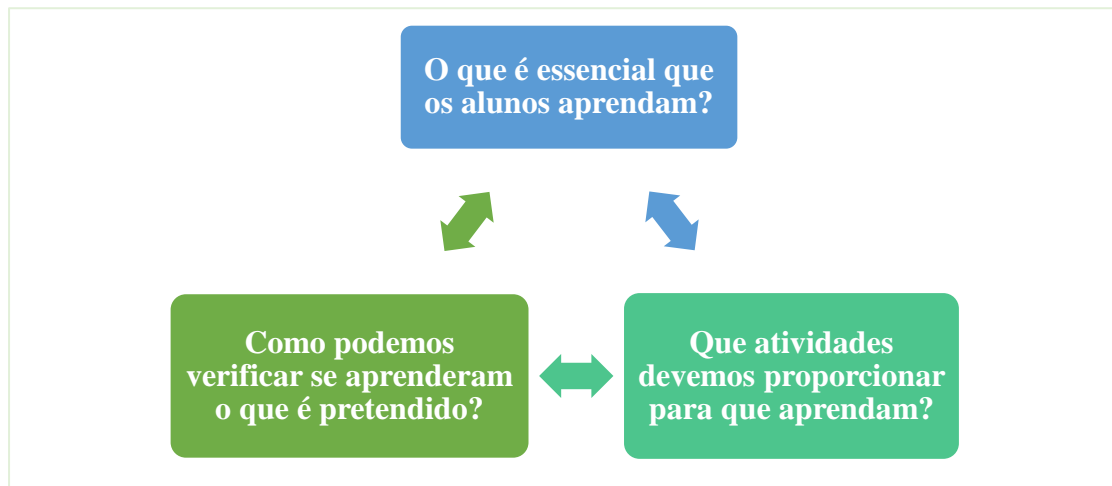 O que é essencial que
os alunos aprendam?
Como podemos
verificar se aprenderam
o que é pretendido?
Que atividades
devemos proporcionar
para que aprendam?